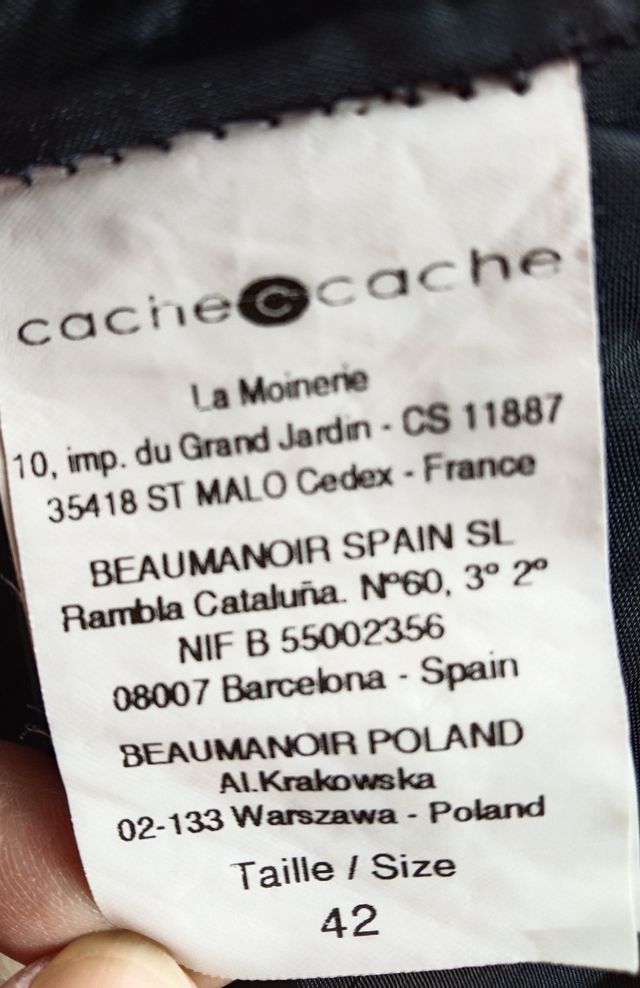 cache c cache
La Moinerie
10, imp. du Grand Jardin - CS 11887
35418 ST MALO Cedex - France
BEAUMANOIR SPAIN SL
Rambla Cataluña. Nº60, 3º 2º
NIF B 55002356
08007 Barcelona - Spain
BEAUMANOIR POLAND
Al.Krakowska
02-133 Warszawa - Poland
Taille / Size
42